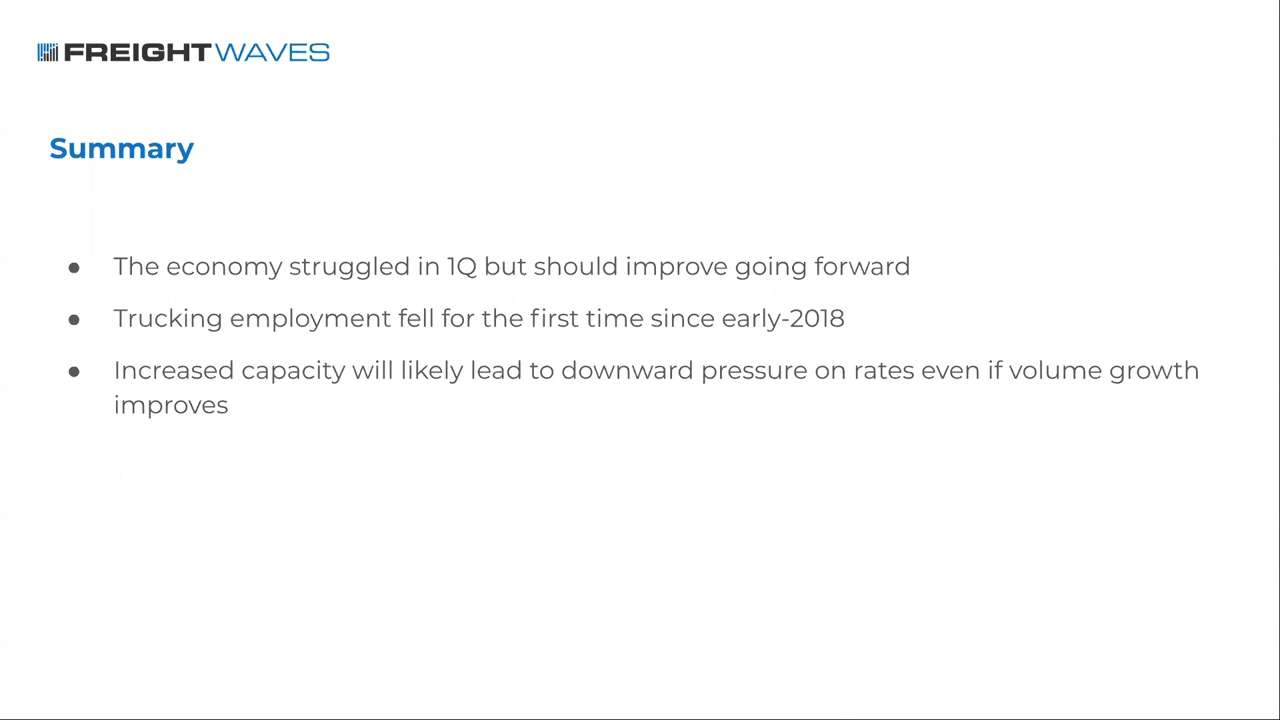 FREIGHTWAVES
Summary
● The economy struggled in 1Q but should improve going forward
● Trucking employment fell for the first time since early-2018
● Increased capacity will likely lead to downward pressure on rates even if volume growth
improves